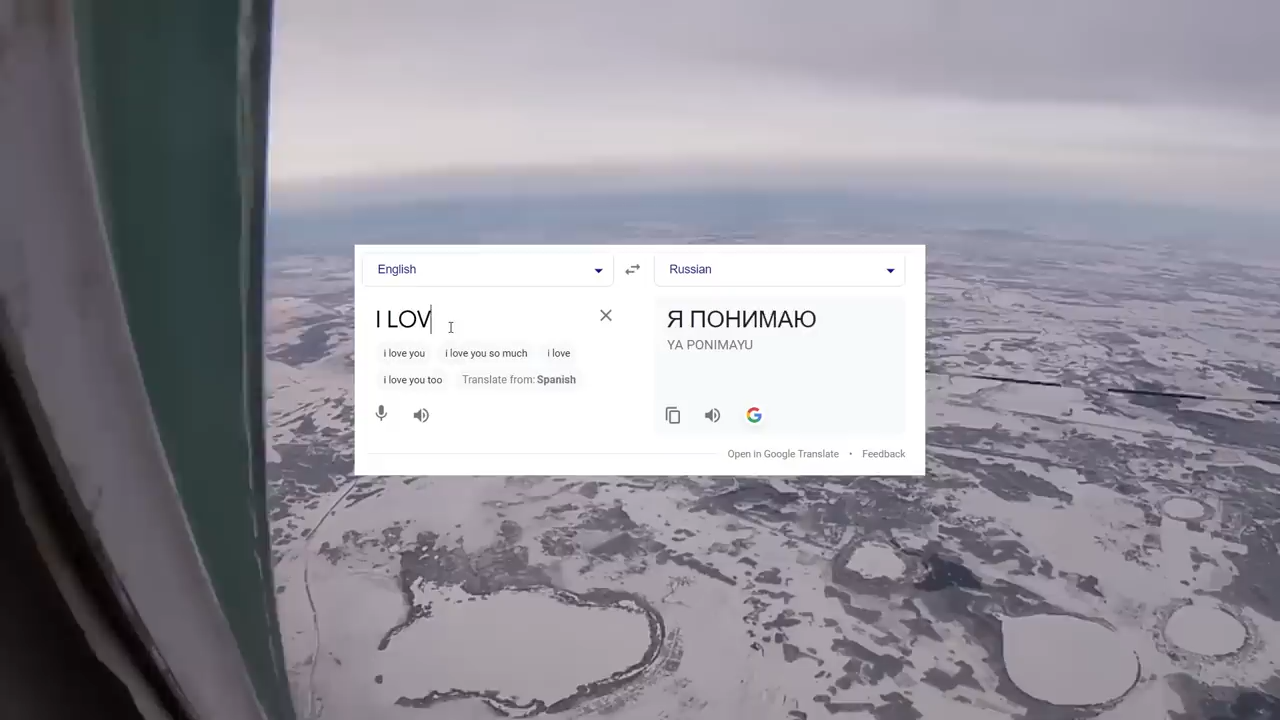 English
Russian
I LOV
Я ПОНИМАЮ
YA PONIMAYU
i love you
i love you so much
i love
i love you too
Translate from: Spanish
Open in Google Translate • Feedback